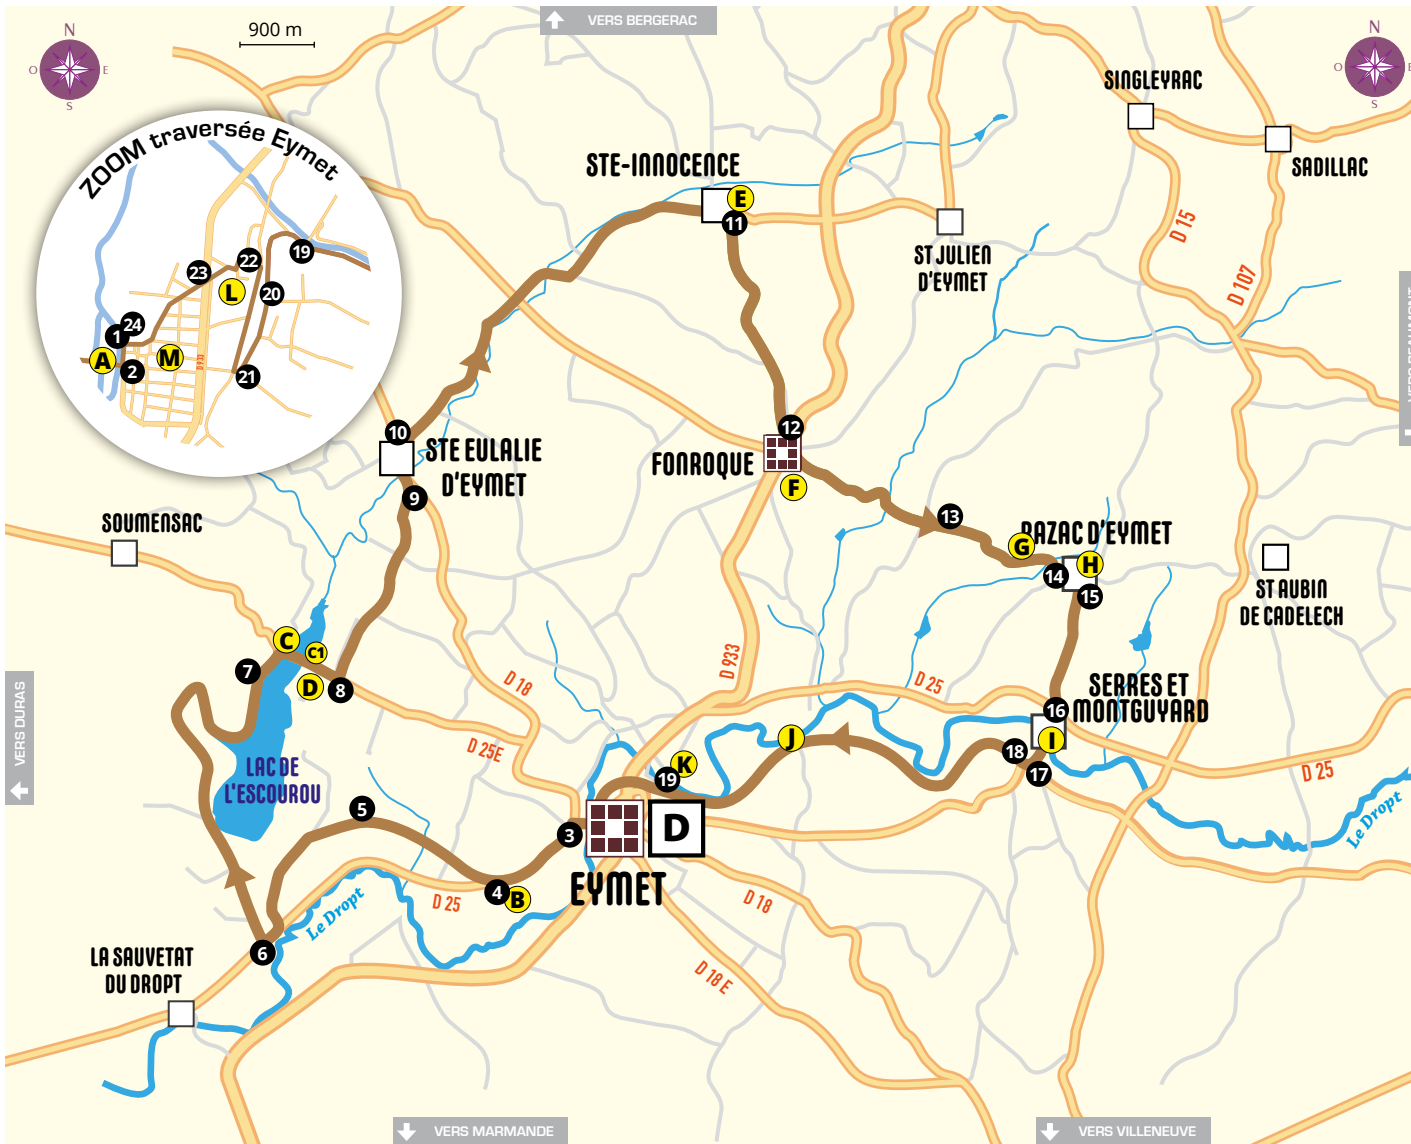 VERS BERGERAC
900 m
N
O
E
S
N
O
E
S
ZOOM traversée Eymet
SINGLEYRAC
SADILLAC
STE-INNOCENCE
E
11
D 15
ST JULIEN
D'EYMET
D 107
19
22
23
L
20
24
1
A
M
2
D 933
21
VERS BEAUMONT
10
STE EULALIE
D'EYMET
9
12
FONROQUE
F
SOUMENSAC
13
RAZAC D'EYMET
G
H
14
15
ST AUBIN
DE CADELECH
C
C1
7
D
8
D 18
D 933
D 25
SERRES ET
MONTGUYARD
16
I
18
17
VERS DURAS
D 25E
J
K
19
LAC DE
L'ESCOUROU
D 25
Le Dropt
5
3
D
EYMET
4
B
D 25
Le Dropt
D 18
6
LA SAUVETAT
DU DROPT
D 18 E
VERS MARMANDE
VERS VILLENEUVE